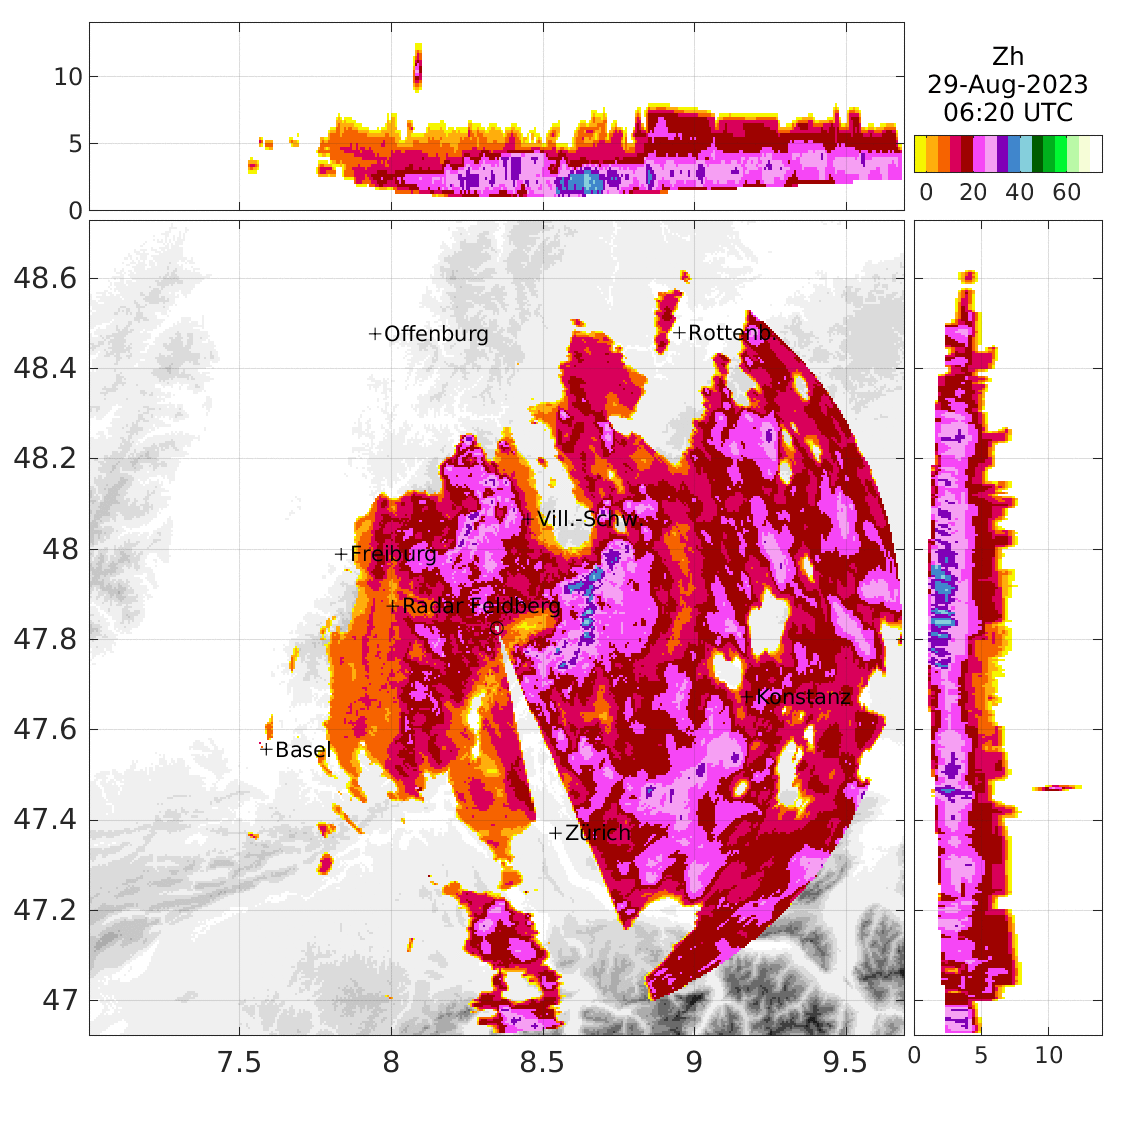 10
5
0
Zh
29-Aug-2023
06:20 UTC
0 20 40 60
48.6
48.4
48.2
48
47.8
47.6
47.4
47.2
47
+Offenburg
+Rottenb.
+Vill.-Schw.
+Freiburg
+Radar Feldberg
+Konstanz
+Basel
+Zürich
7.5 8 8.5 9 9.5
0 5 10